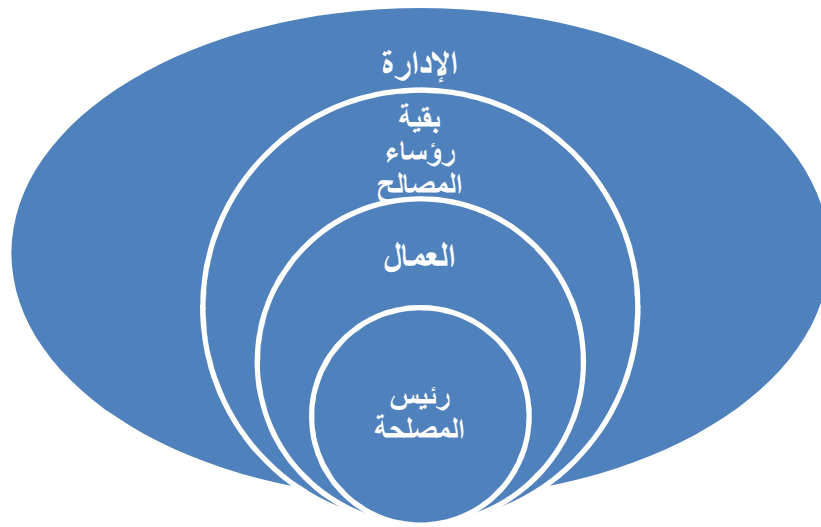 الإدارة
بقية
رؤساء
المصالح
العمال
رئيس
المصلحة